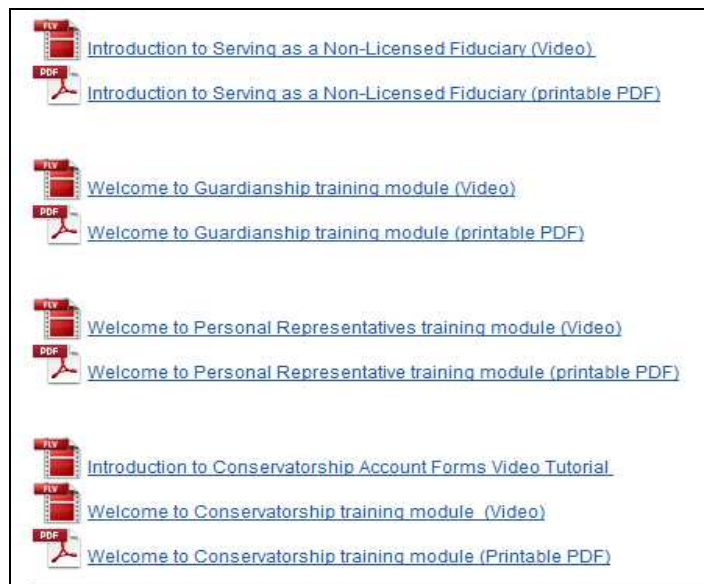 FLV
Introduction to Serving as a Non-Licensed Fiduciary (Video)
PDF
Introduction to Serving as a Non-Licensed Fiduciary (printable PDF)
FLV
Welcome to Guardianship training module (Video)
PDF
Welcome to Guardianship training module (printable PDF)
FLV
Welcome to Personal Representatives training module (Video)
PDF
Welcome to Personal Representative training module (printable PDF)
FLV
Introduction to Conservatorship Account Forms Video Tutorial
FLV
Welcome to Conservatorship training module (Video)
PDF
Welcome to Conservatorship training module (Printable PDF)